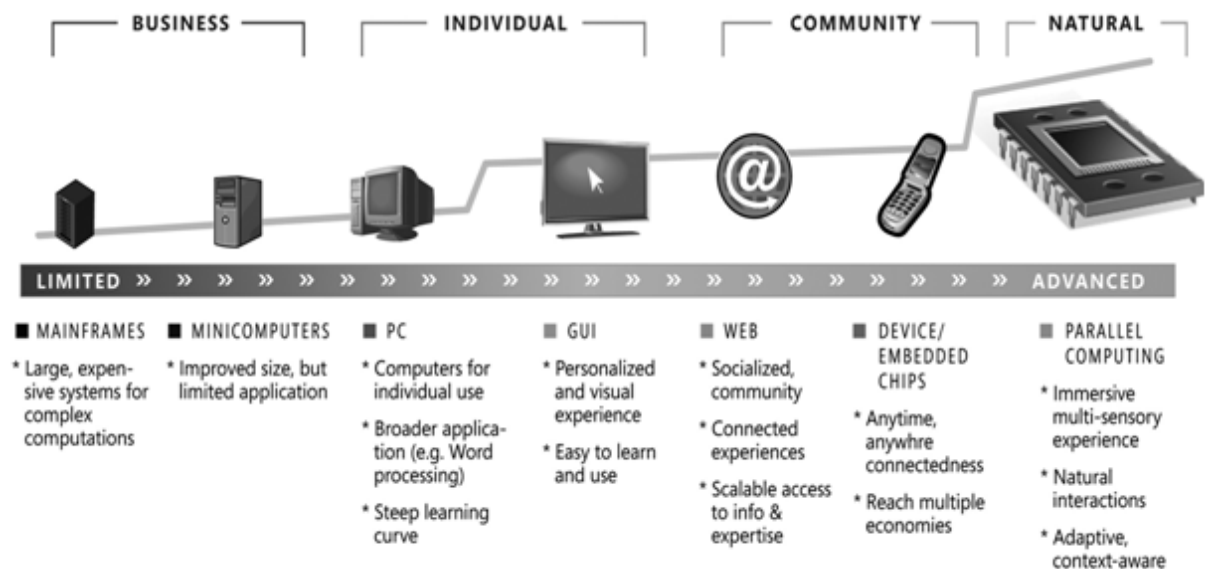 BUSINESS
INDIVIDUAL
COMMUNITY
NATURAL
@
LIMITED » » » » » » » » » » » » » » » » » » » » » » ADVANCED
■ MAINFRAMES
* Large, expen-
sive systems for
complex
computations
■ MINICOMPUTERS
* Improved size, but
limited application
■ PC
* Computers for
individual use
* Broader applica-
tion (e.g. Word
processing)
* Steep learning
curve
■ GUI
* Personalized
and visual
experience
* Easy to learn
and use
■ WEB
* Socialized,
community
* Connected
experiences
* Scalable access
to info &
expertise
■ DEVICE/
EMBEDDED
CHIPS
* Anytime,
anywhre
connectedness
* Reach multiple
economies
■ PARALLEL
COMPUTING
* Immersive
multi-sensory
experience
* Natural
interactions
* Adaptive,
context-aware